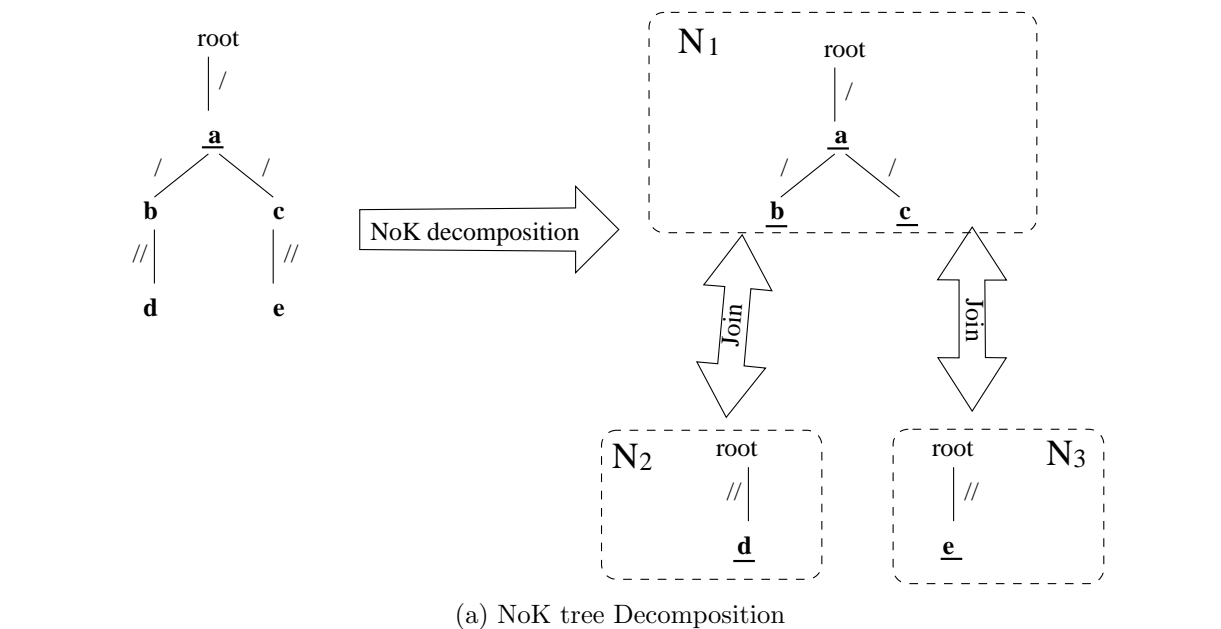 root
/
a
/ /
b c
// //
d e
NoK decomposition
N1
root
/
a
/ /
b c
Join
Join
N2
root
//
d
root
N3
//
e
(a) NoK tree Decomposition